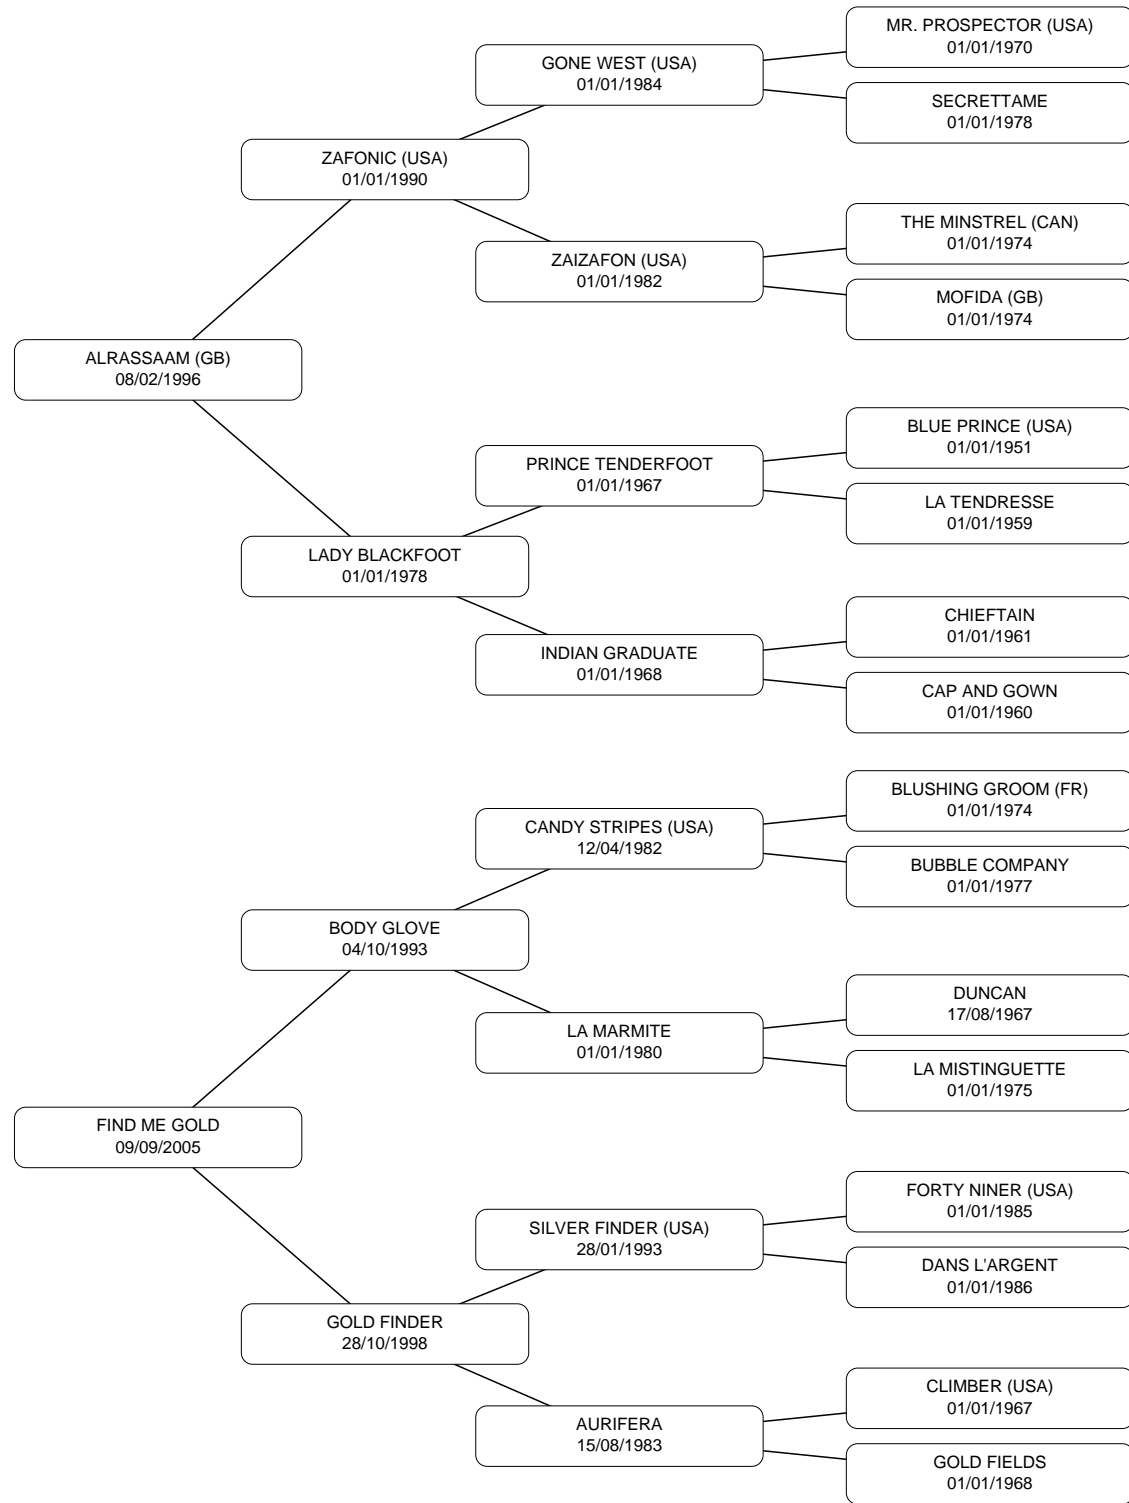 MR. PROSPECTOR (USA)
01/01/1970
GONE WEST (USA)
01/01/1984
SECRETTAME
01/01/1978
ZAFONIC (USA)
01/01/1990
THE MINSTREL (CAN)
01/01/1974
ZAIZAFON (USA)
01/01/1982
MOFIDA (GB)
01/01/1974
ALRASSAAM (GB)
08/02/1996
BLUE PRINCE (USA)
01/01/1951
PRINCE TENDERFOOT
01/01/1967
LA TENDRESSE
01/01/1959
LADY BLACKFOOT
01/01/1978
CHIEFTAIN
01/01/1961
INDIAN GRADUATE
01/01/1968
CAP AND GOWN
01/01/1960
BLUSHING GROOM (FR)
01/01/1974
CANDY STRIPES (USA)
12/04/1982
BUBBLE COMPANY
01/01/1977
BODY GLOVE
04/10/1993
DUNCAN
17/08/1967
LA MARMITE
01/01/1980
LA MISTINGUETTE
01/01/1975
FIND ME GOLD
09/09/2005
FORTY NINER (USA)
01/01/1985
SILVER FINDER (USA)
28/01/1993
DANS L'ARGENT
01/01/1986
GOLD FINDER
28/10/1998
CLIMBER (USA)
01/01/1967
AURIFERA
15/08/1983
GOLD FIELDS
01/01/1968